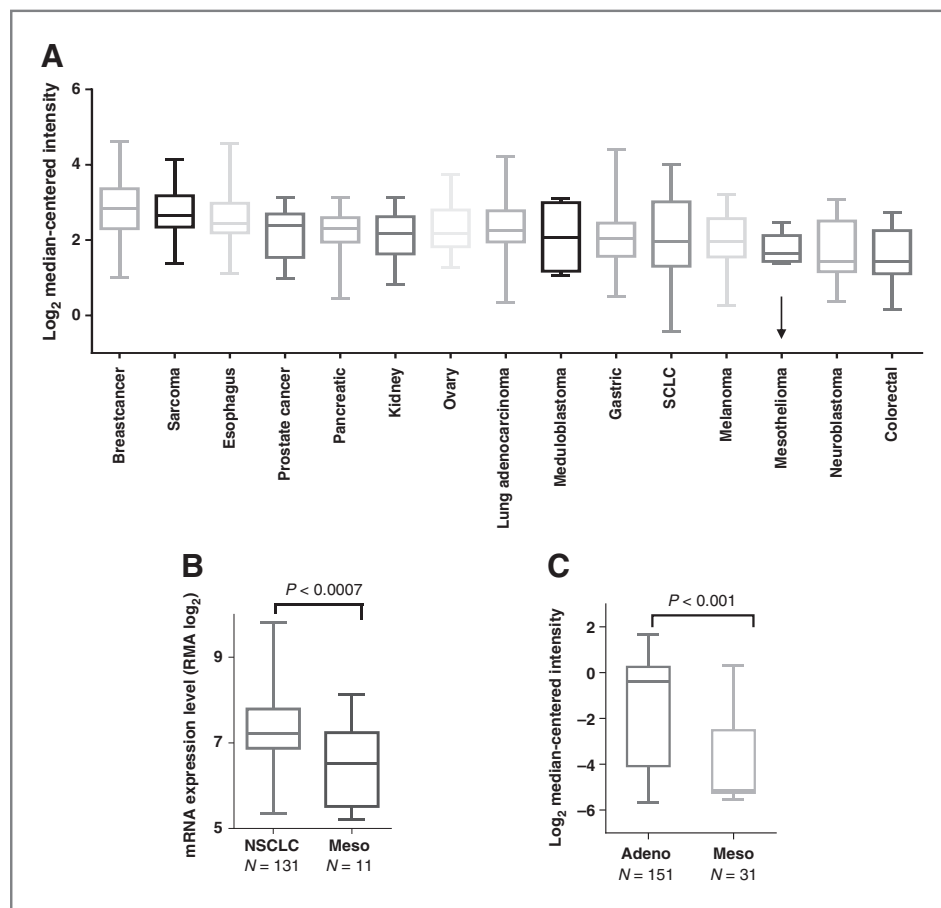 A
Log2 median-centered intensity
6
4
2
0
Breastcancer
Sarcoma
Esophagus
Prostate cancer
Pancreatic
Kidney
Ovary
Lung adenocarcinoma
Meduloblastoma
Gastric
SCLC
Melanoma
Mesothelioma
Neuroblastoma
Colorectal
B
P < 0.0007
mRNA expression level (RMA log2)
9
7
5
NSCLC Meso
N = 131 N = 11
C
P < 0.001
Log2 median-centered intensity
2
0
–2
–4
–6
Adeno Meso
N = 151 N = 31